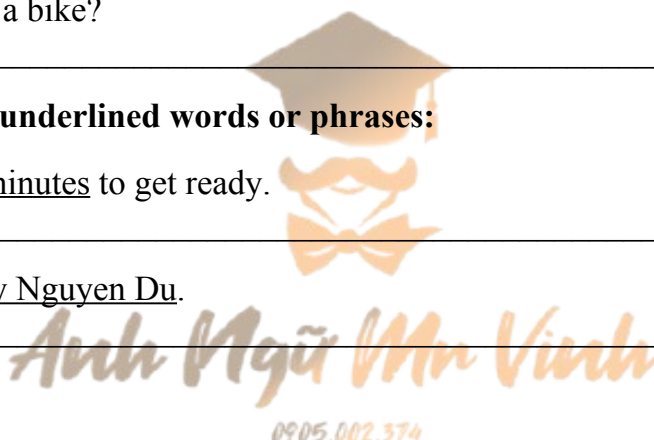 a bike?
underlined words or phrases:
minutes to get ready.
y Nguyen Du.
Anh Ngữ Mr Vinh
0905.002.374